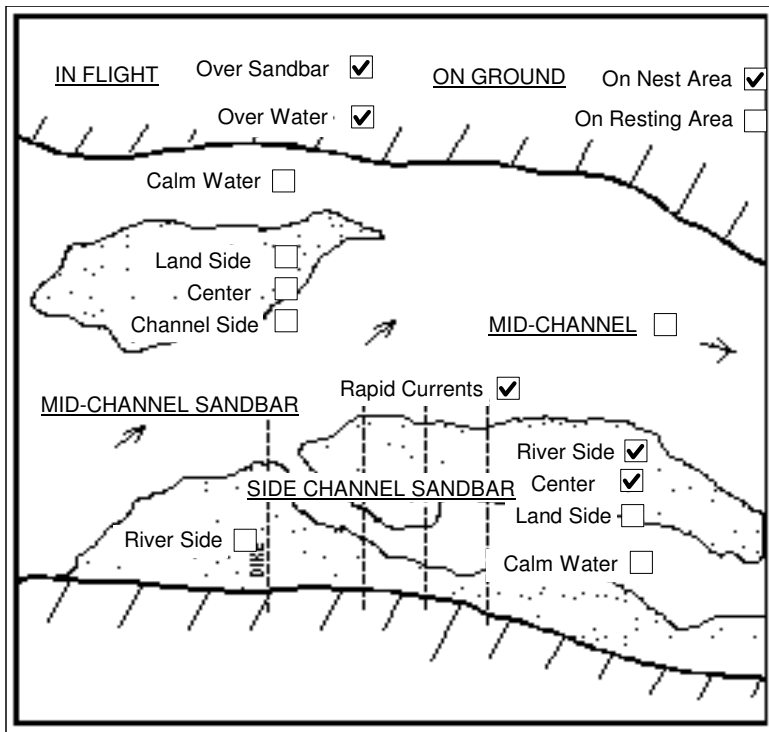 IN FLIGHT Over Sandbar ON GROUND On Nest Area
Over Water On Resting Area
Calm Water
Land Side
Center
Channel Side
MID-CHANNEL
Rapid Currents
MID-CHANNEL SANDBAR
River Side
SIDE CHANNEL SANDBAR Center
Land Side
River Side
DIKE
Calm Water